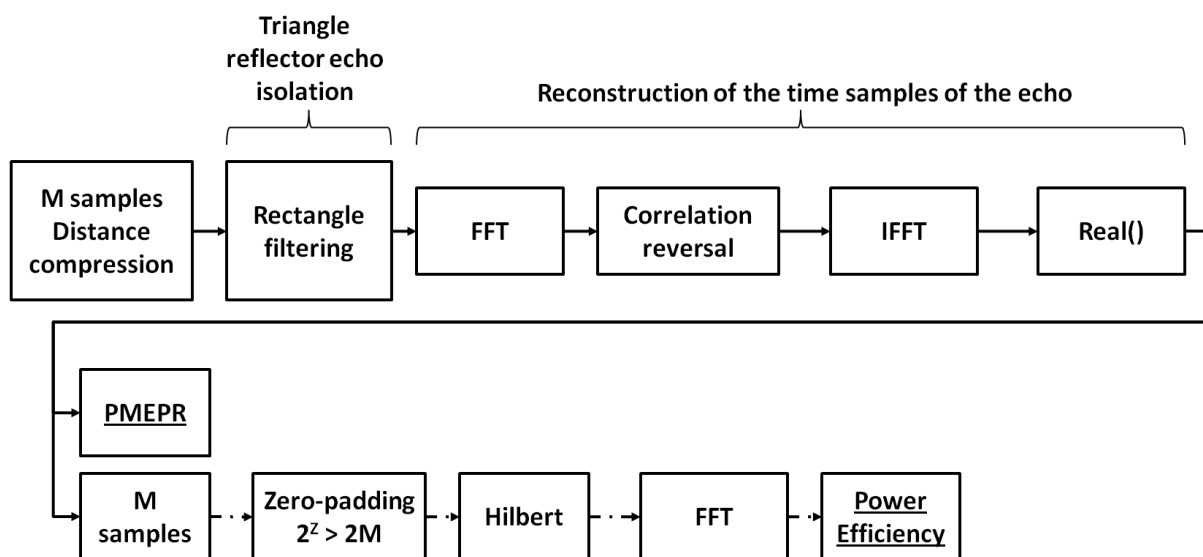 Triangle
reflector echo
isolation
Reconstruction of the time samples of the echo
M samples
Distance
compression
Rectangle
filtering
FFT
Correlation
reversal
IFFT
Real()
PMEPR
M
samples
Zero-padding
2ᶻ > 2M
Hilbert
FFT
Power
Efficiency